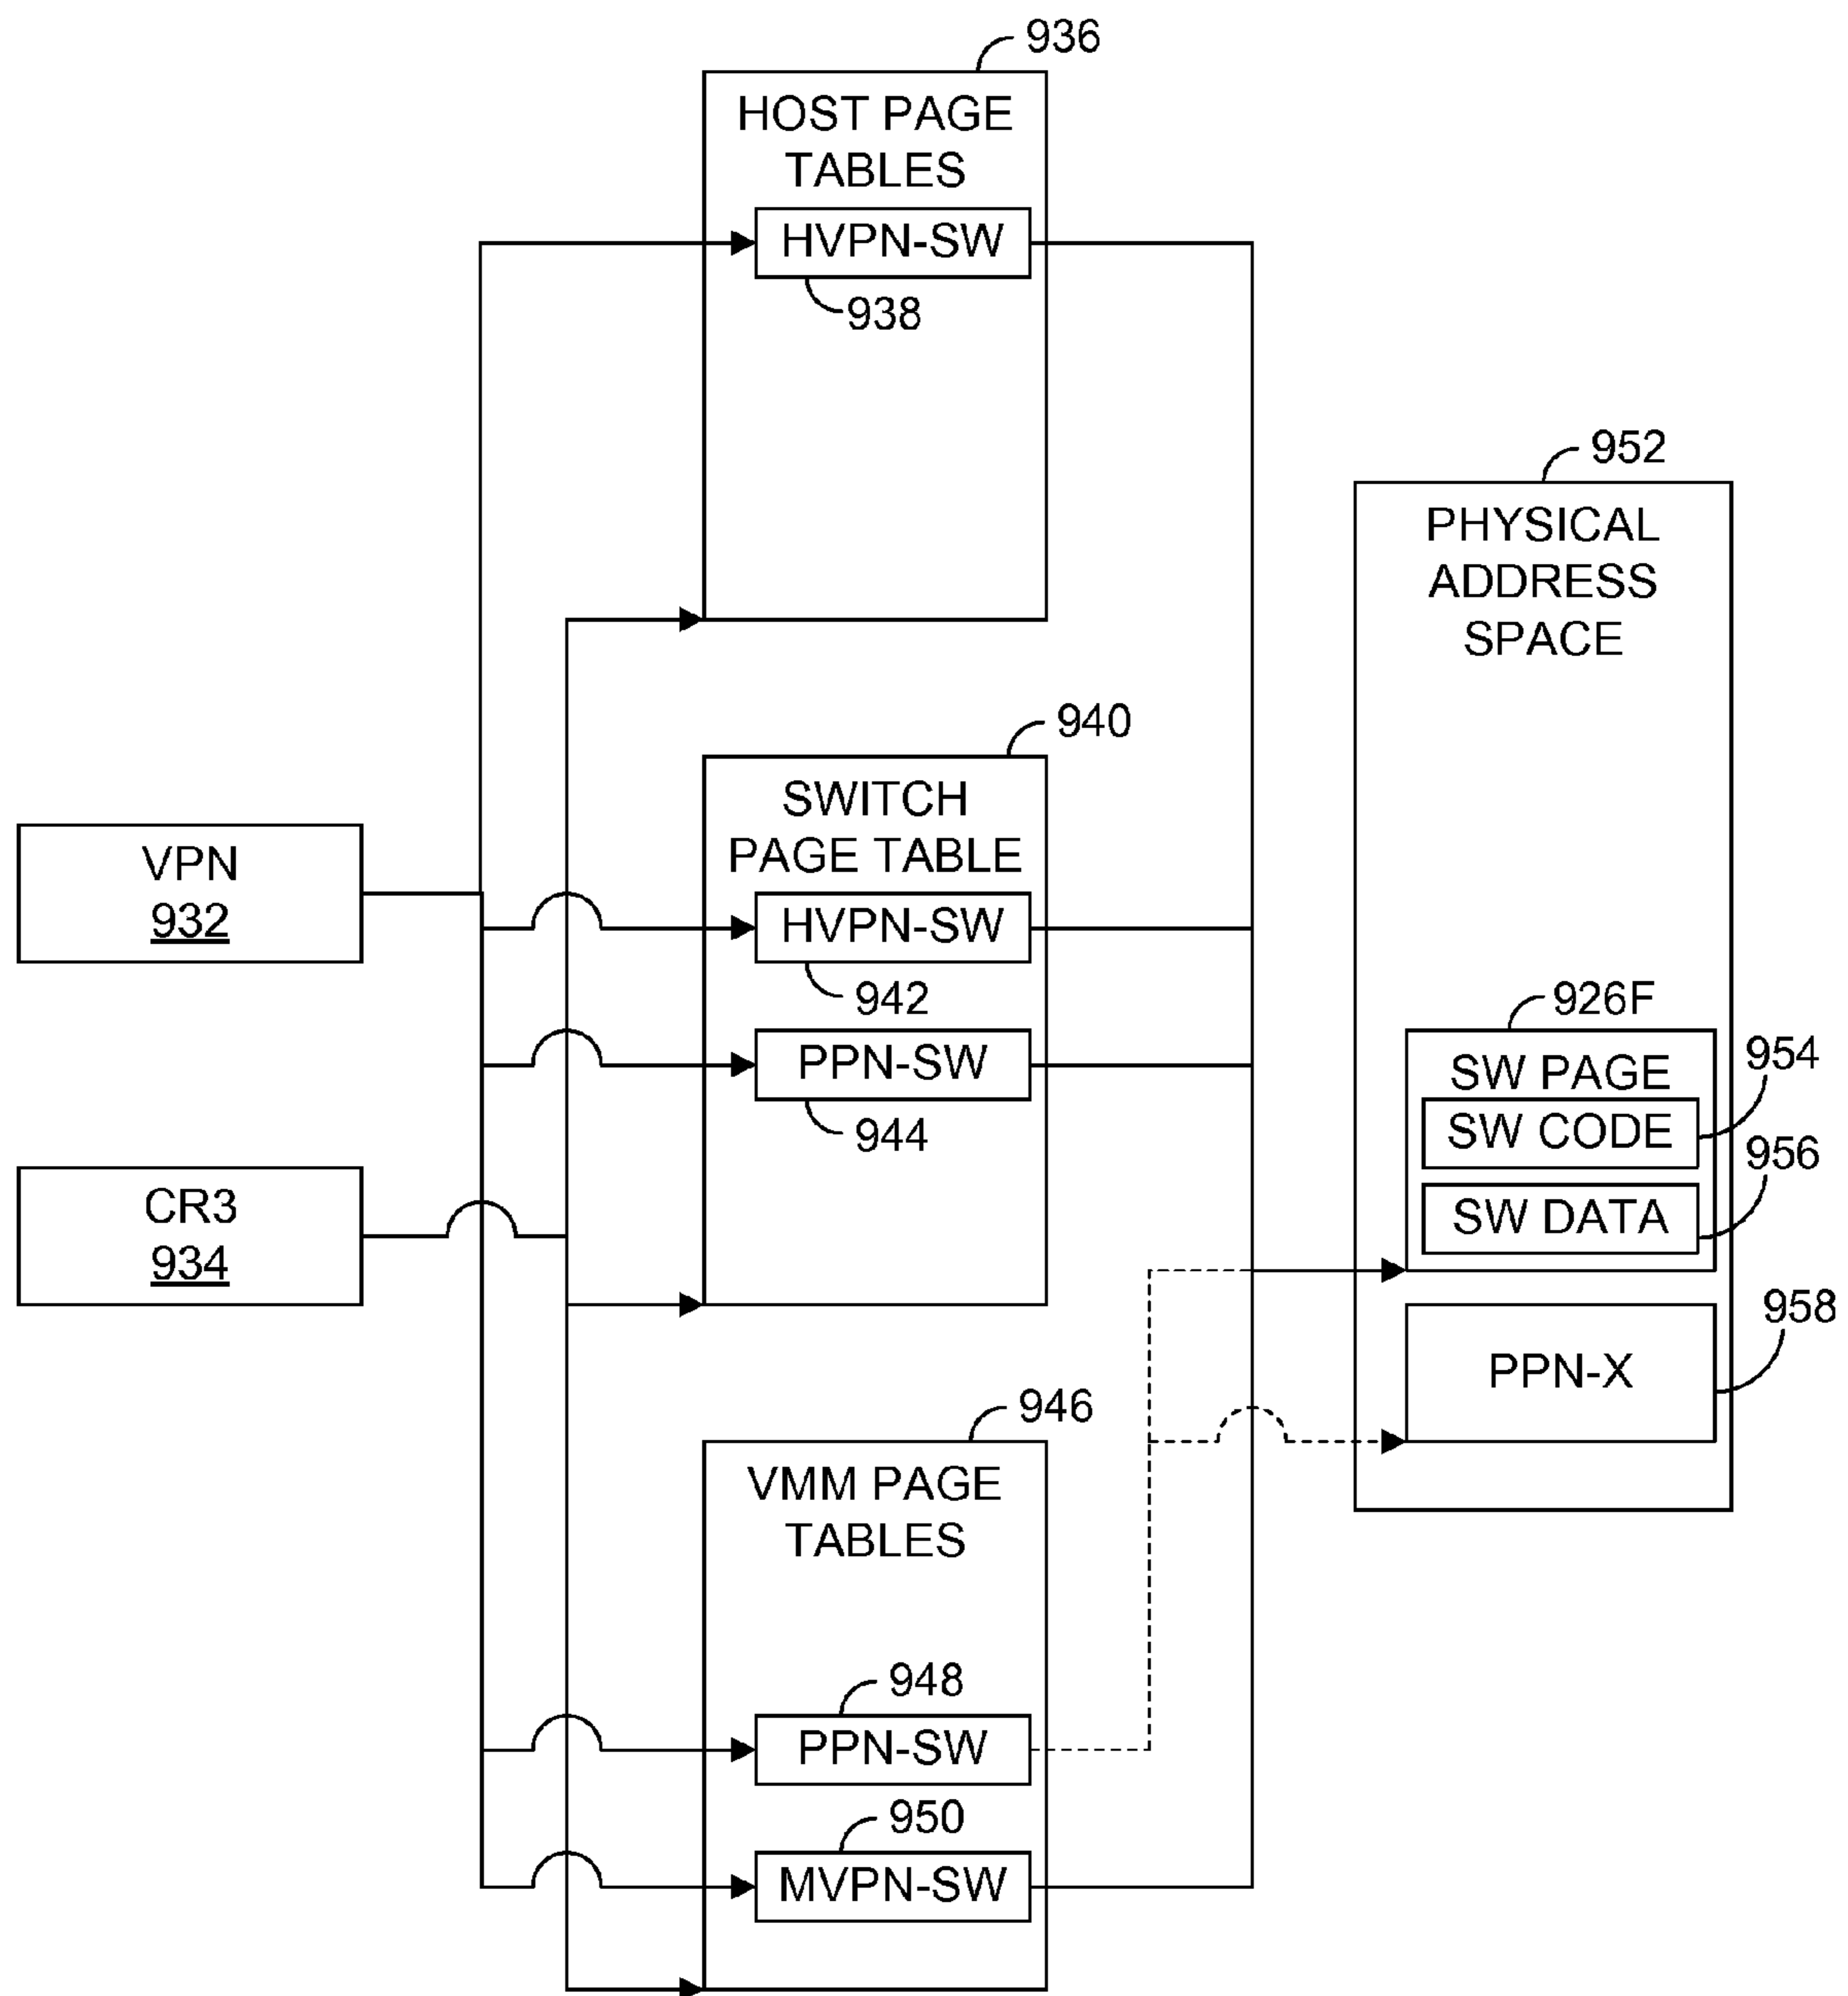 936
HOST PAGE
TABLES
HVPN-SW
938
952
PHYSICAL
ADDRESS
SPACE
940
SWITCH
PAGE TABLE
VPN
932
HVPN-SW
942
926F
PPN-SW
944
SW PAGE
954
SW CODE
956
SW DATA
CR3
934
958
PPN-X
946
VMM PAGE
TABLES
948
PPN-SW
950
MVPN-SW